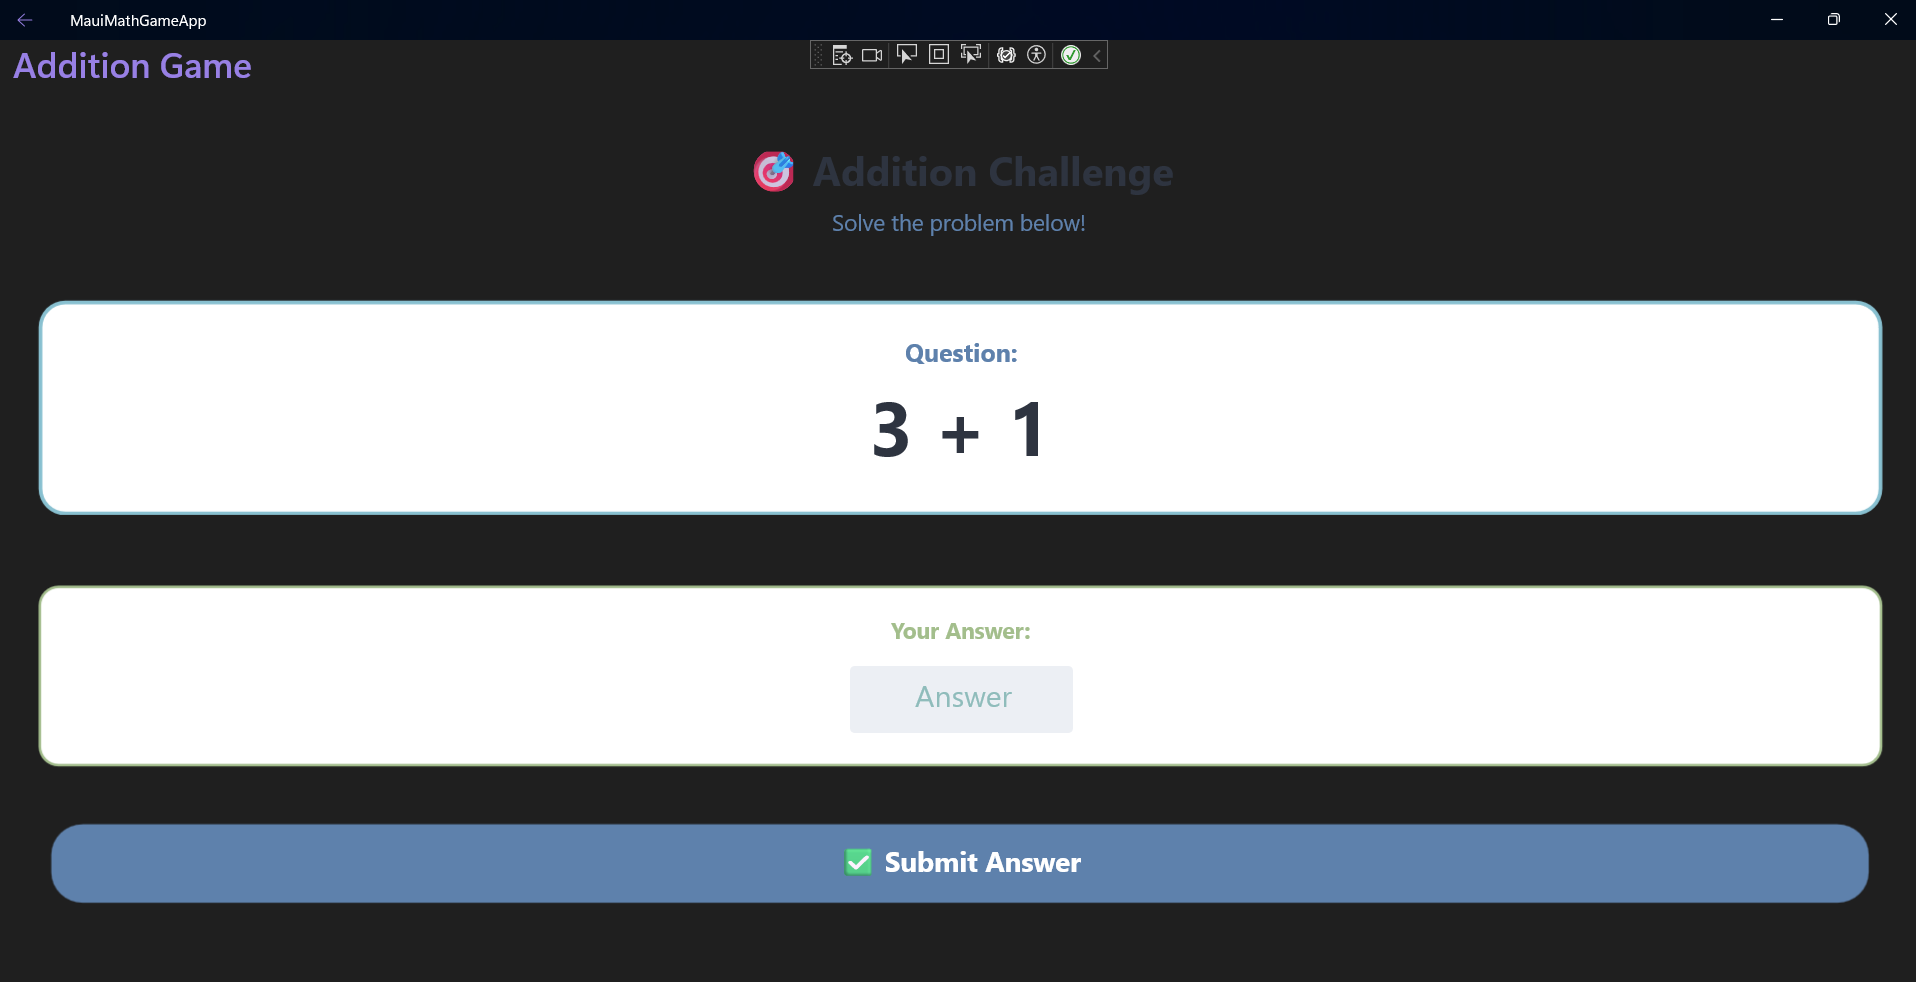 MauiMathGameApp
Addition Game
🎯 Addition Challenge
Solve the problem below!
Question:
3 + 1
Your Answer:
Answer
✅ Submit Answer